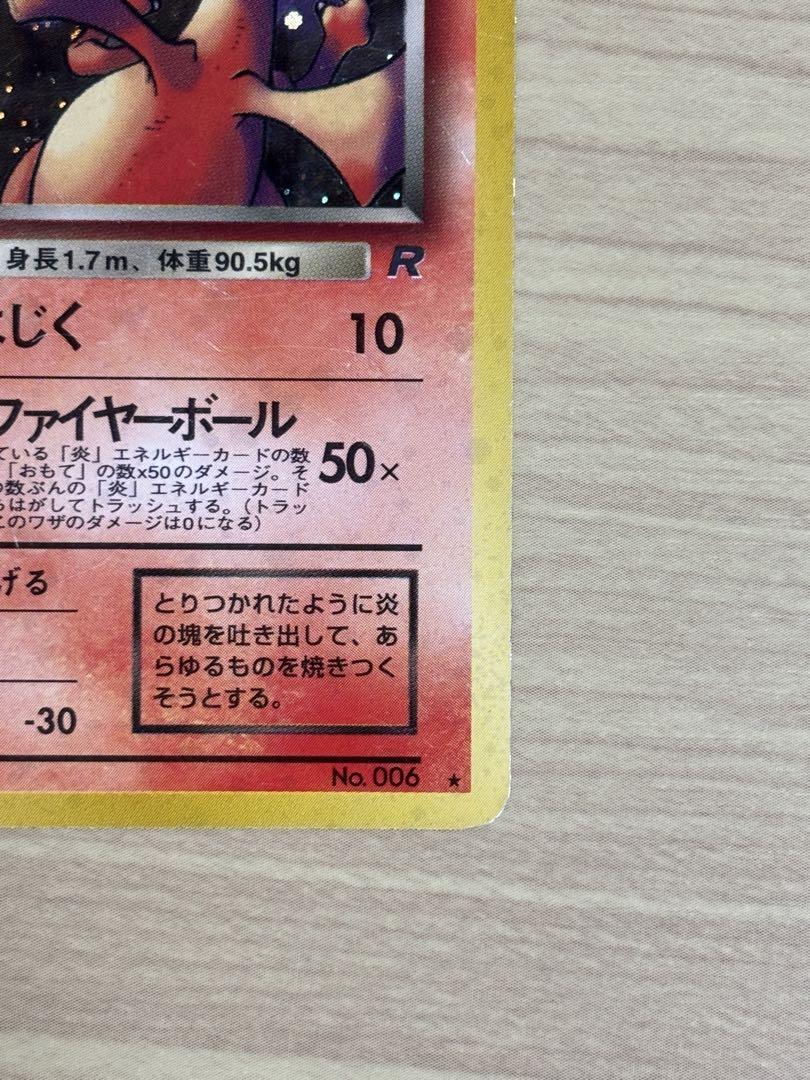 身長1.7m、体重90.5kg R
はじく 10
ファイヤーボール
ている「炎」エネルギーカードの数
「おもて」の数x50のダメージ。そ
の数ぶんの「炎」エネルギーカード
らはがしてトラッシュする。(トラッ
このワザのダメージは0になる)
50×
げる
とりつかれたように炎
の塊を吐き出して、あ
らゆるものを焼きつく
そうとする。
-30
No. 006 ★